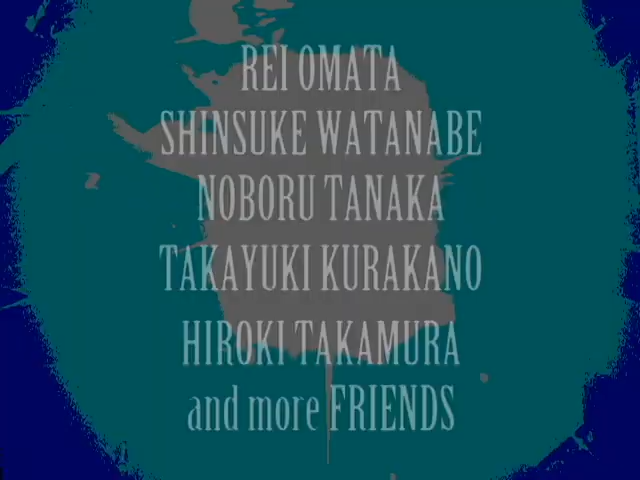 REI OMATA
SHINSUKE WATANABE
NOBORU TANAKA
TAKAYUKI KURAKANO
HIROKI TAKAMURA
and more FRIENDS